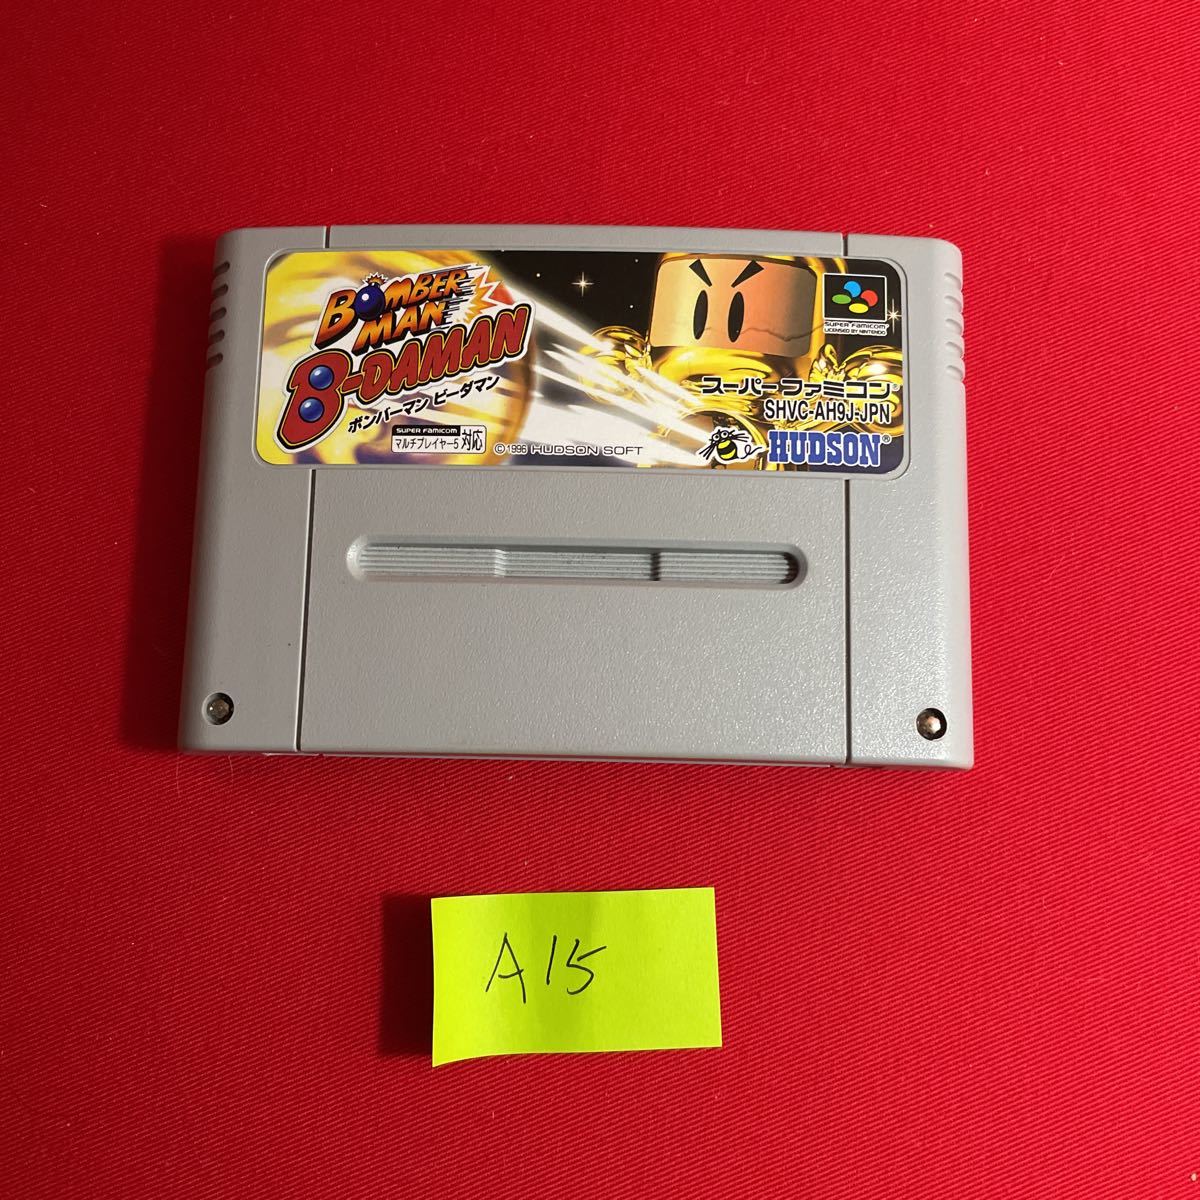 BOMBER
MAN
B-DAMAN
ボンバーマン ビーダマン
SUPER FAMICOM
マルチプレイヤー5 対応
©1996 HUDSON SOFT
SUPER FAMICOM
LICENSED BY NINTENDO
スーパーファミコン®
SHVC-AH9J-JPN
HUDSON®
A15